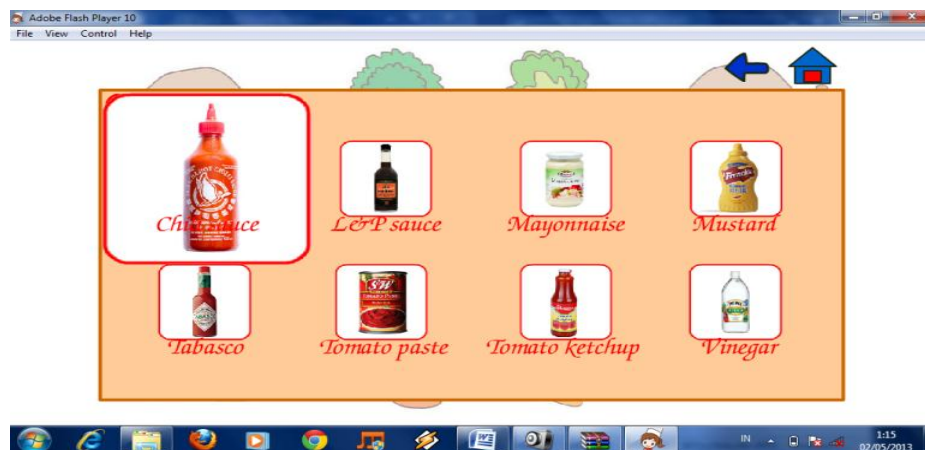 Adobe Flash Player 10
File View Control Help
Chili sauce
L&P sauce
Mayonnaise
Mustard
French's
S&W
Tabasco
Tomato paste
Tomato ketchup
Vinegar
IN
1:15
02/05/2013